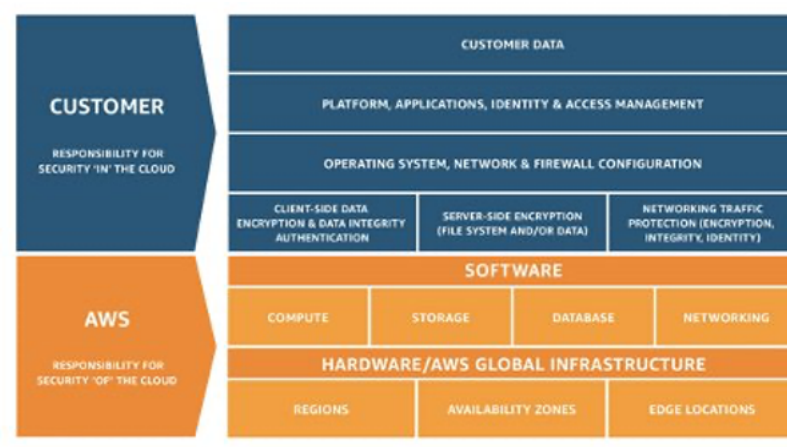 CUSTOMER
RESPONSIBILITY FOR
SECURITY 'IN' THE CLOUD
CUSTOMER DATA
PLATFORM, APPLICATIONS, IDENTITY & ACCESS MANAGEMENT
OPERATING SYSTEM, NETWORK & FIREWALL CONFIGURATION
CLIENT-SIDE DATA
ENCRYPTION & DATA INTEGRITY
AUTHENTICATION
SERVER-SIDE ENCRYPTION
(FILE SYSTEM AND/OR DATA)
NETWORKING TRAFFIC
PROTECTION (ENCRYPTION,
INTEGRITY, IDENTITY)
AWS
RESPONSIBILITY FOR
SECURITY 'OF' THE CLOUD
SOFTWARE
COMPUTE
STORAGE
DATABASE
NETWORKING
HARDWARE/AWS GLOBAL INFRASTRUCTURE
REGIONS
AVAILABILITY ZONES
EDGE LOCATIONS